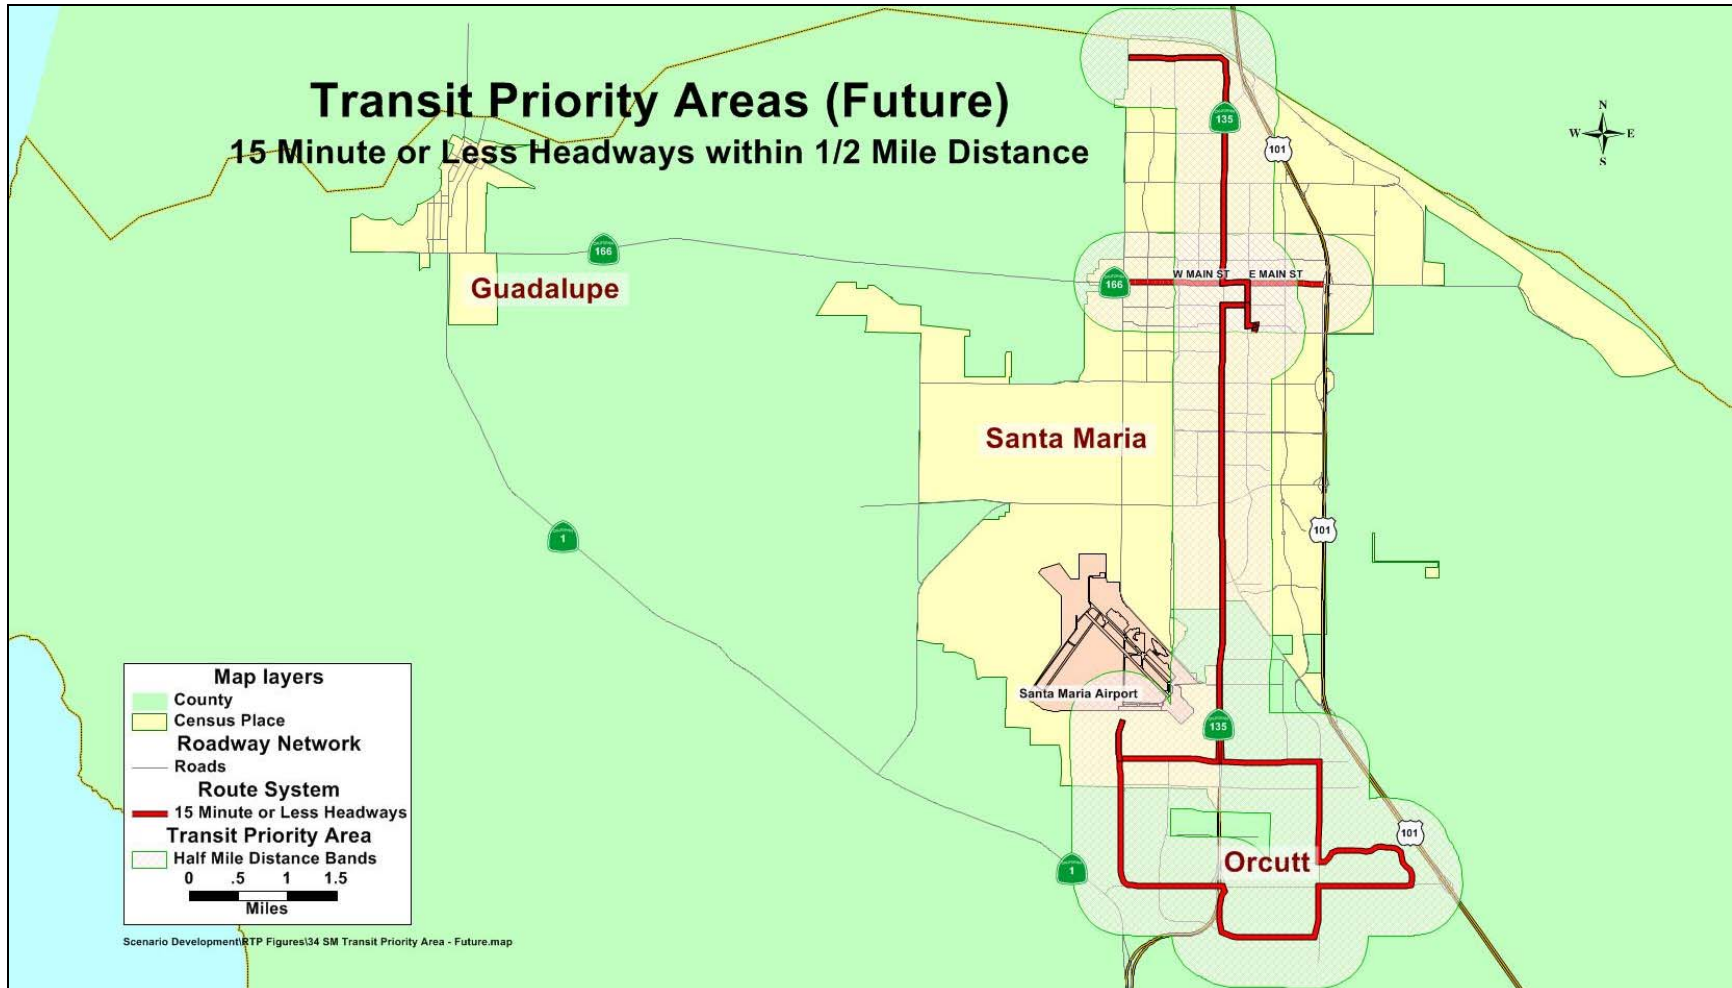 Transit Priority Areas (Future)
15 Minute or Less Headways within 1/2 Mile Distance
N
W E
S
135
101
166
Guadalupe
166
W MAIN ST
E MAIN ST
Santa Maria
1
101
Santa Maria Airport
135
101
Orcutt
1
Map layers
County
Census Place
Roadway Network
Roads
Route System
15 Minute or Less Headways
Transit Priority Area
Half Mile Distance Bands
0 .5 1 1.5
Miles
Scenario Development\RTP Figures\34 SM Transit Priority Area - Future.map